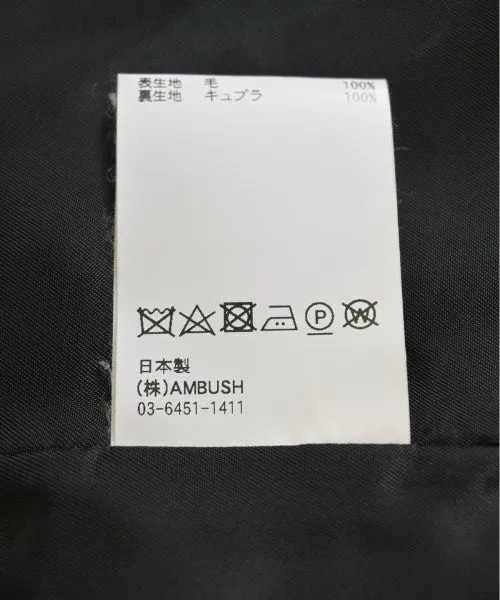 表生地 毛 100%
裏生地 キュプラ 100%
P W
日本製
(株)AMBUSH
03-6451-1411